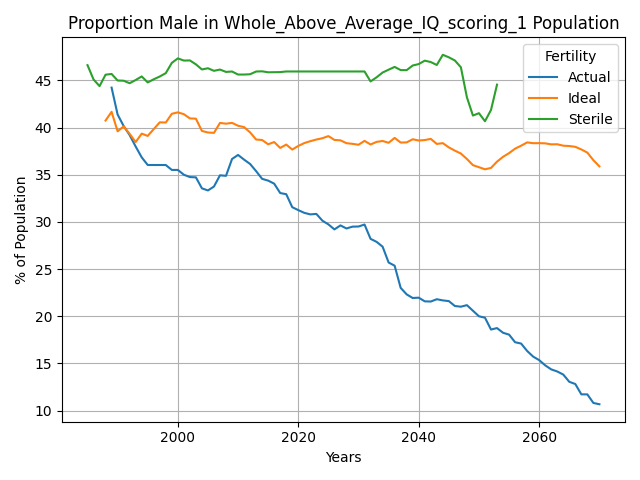 Proportion Male in Whole_Above_Average_IQ_scoring_1 Population
Fertility
Actual
Ideal
Sterile
% of Population
45
40
35
30
25
20
15
10
2000 2020 2040 2060
Years